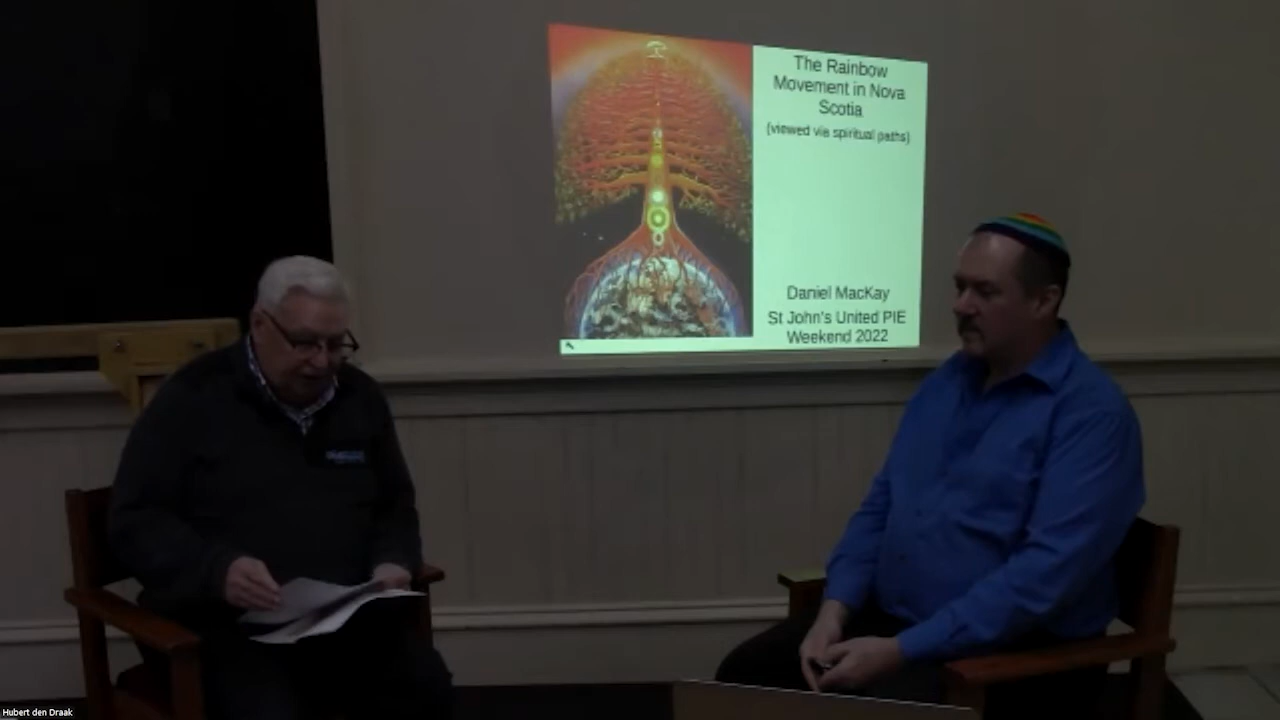 The Rainbow
Movement in Nova
Scotia
(viewed via spiritual paths)
Daniel MacKay
St John's United PIE
Weekend 2022
Hubert den Draak